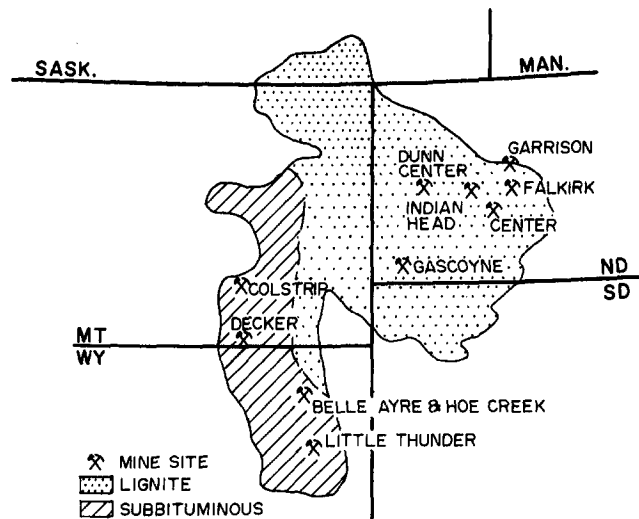 SASK.
MAN.
GARRISON
DUNN
CENTER
FALKIRK
INDIAN
HEAD
CENTER
GASCOYNE
ND
SD
COLSTRIP
DECKER
MT
WY
BELLE AYRE & HOE CREEK
LITTLE THUNDER
MINE SITE
LIGNITE
SUBBITUMINOUS